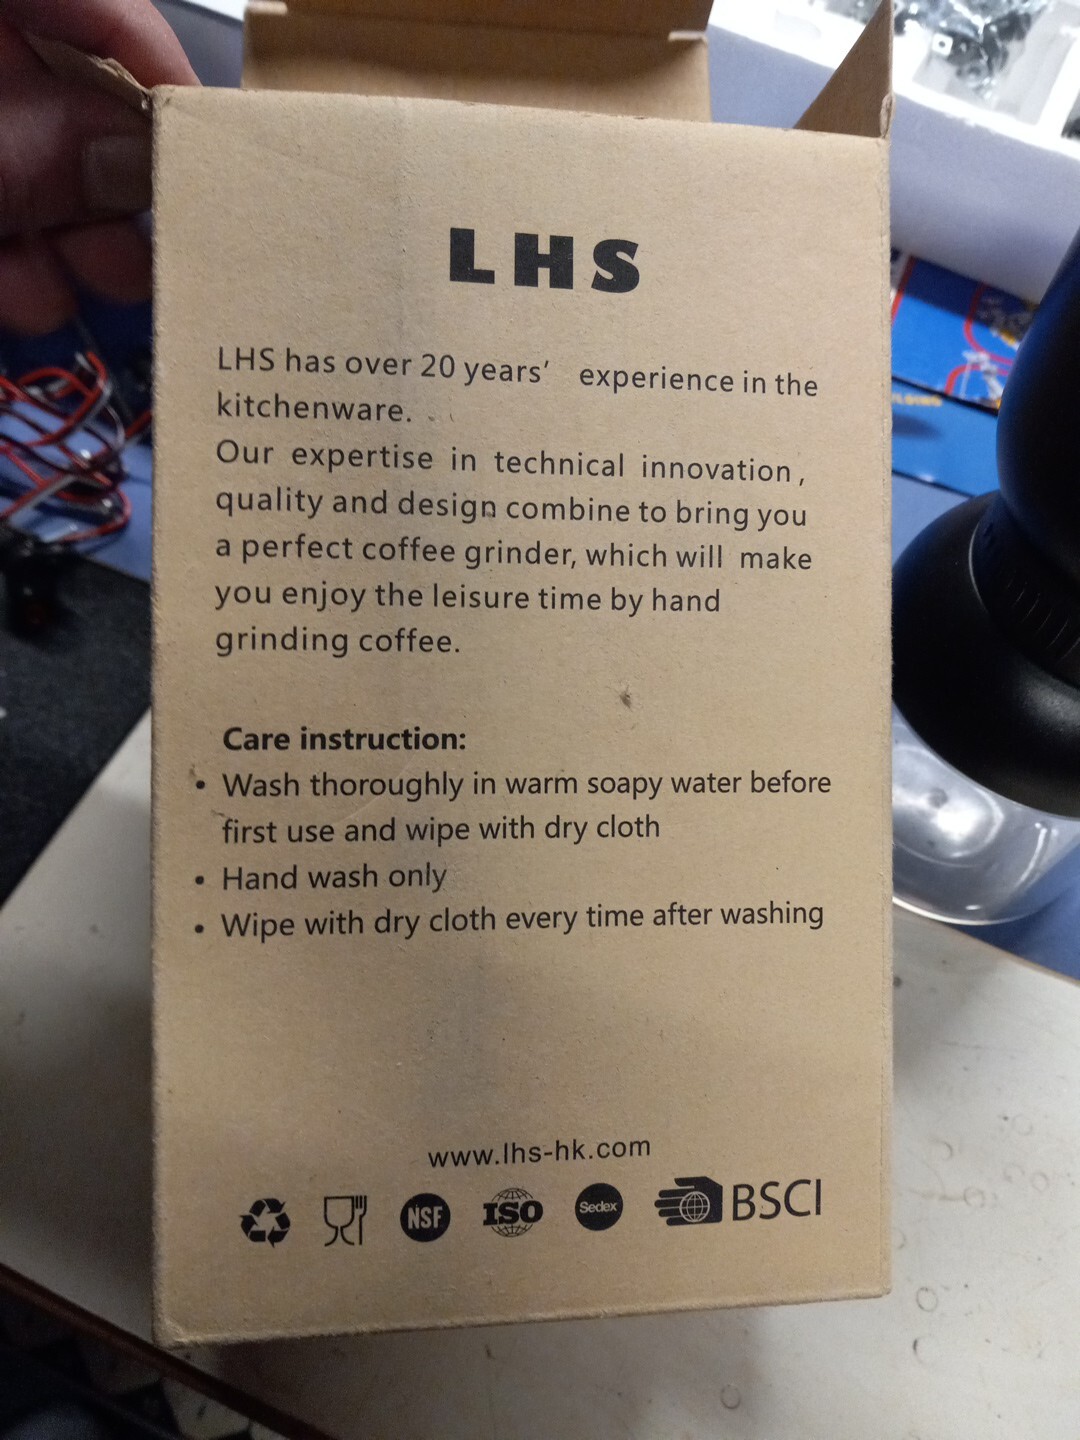 LHS
LHS has over 20 years' experience in the
kitchenware.
Our expertise in technical innovation,
quality and design combine to bring you
a perfect coffee grinder, which will make
you enjoy the leisure time by hand
grinding coffee.
Care instruction:
• Wash thoroughly in warm soapy water before
first use and wipe with dry cloth
• Hand wash only
• Wipe with dry cloth every time after washing
www.lhs-hk.com
NSF
ISO
Sedex
BSCI